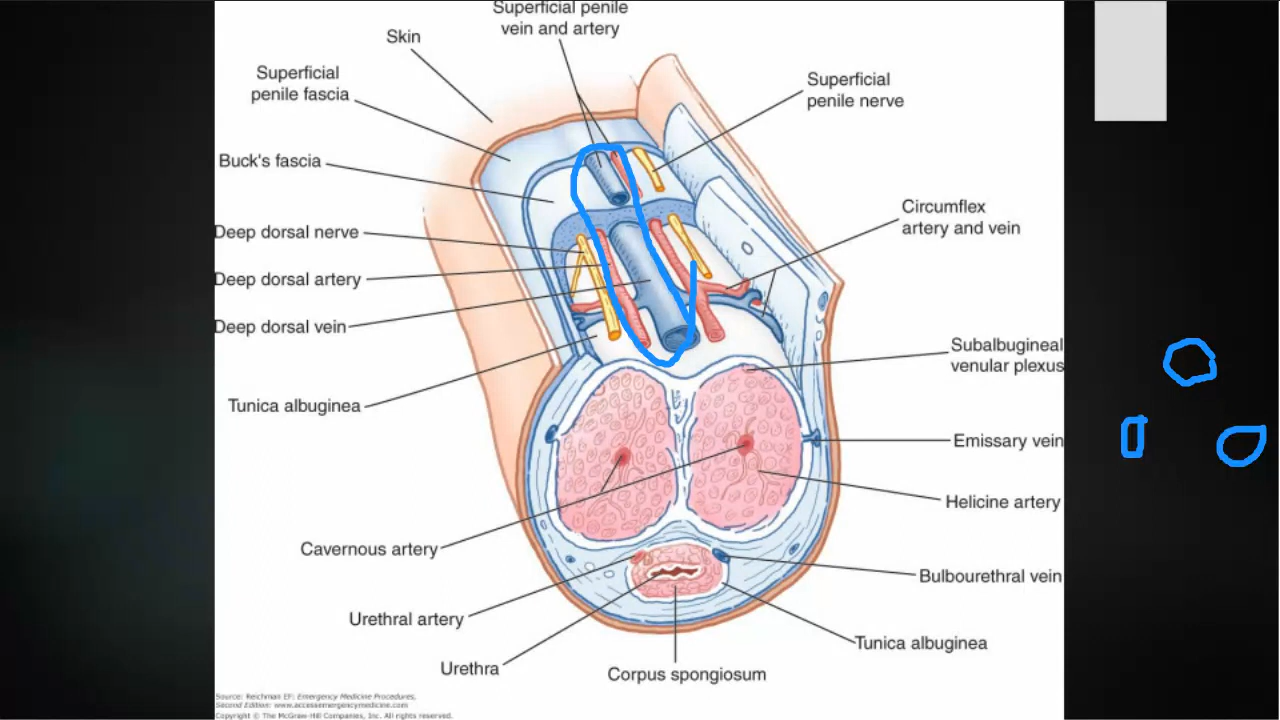 Superficial penile
vein and artery
Skin
Superficial
penile fascia
Superficial
penile nerve
Buck's fascia
Circumflex
artery and vein
Deep dorsal nerve
Deep dorsal artery
Deep dorsal vein
Subalbugineal
venular plexus
Tunica albuginea
Emissary vein
Helicine artery
Cavernous artery
Bulbourethral vein
Urethral artery
Tunica albuginea
Urethra
Corpus spongiosum
Source: Reichman EF: Emergency Medicine Procedures,
Second Edition: www.accessemergencymedicine.com
Copyright © The McGraw-Hill Companies, Inc. All rights reserved.